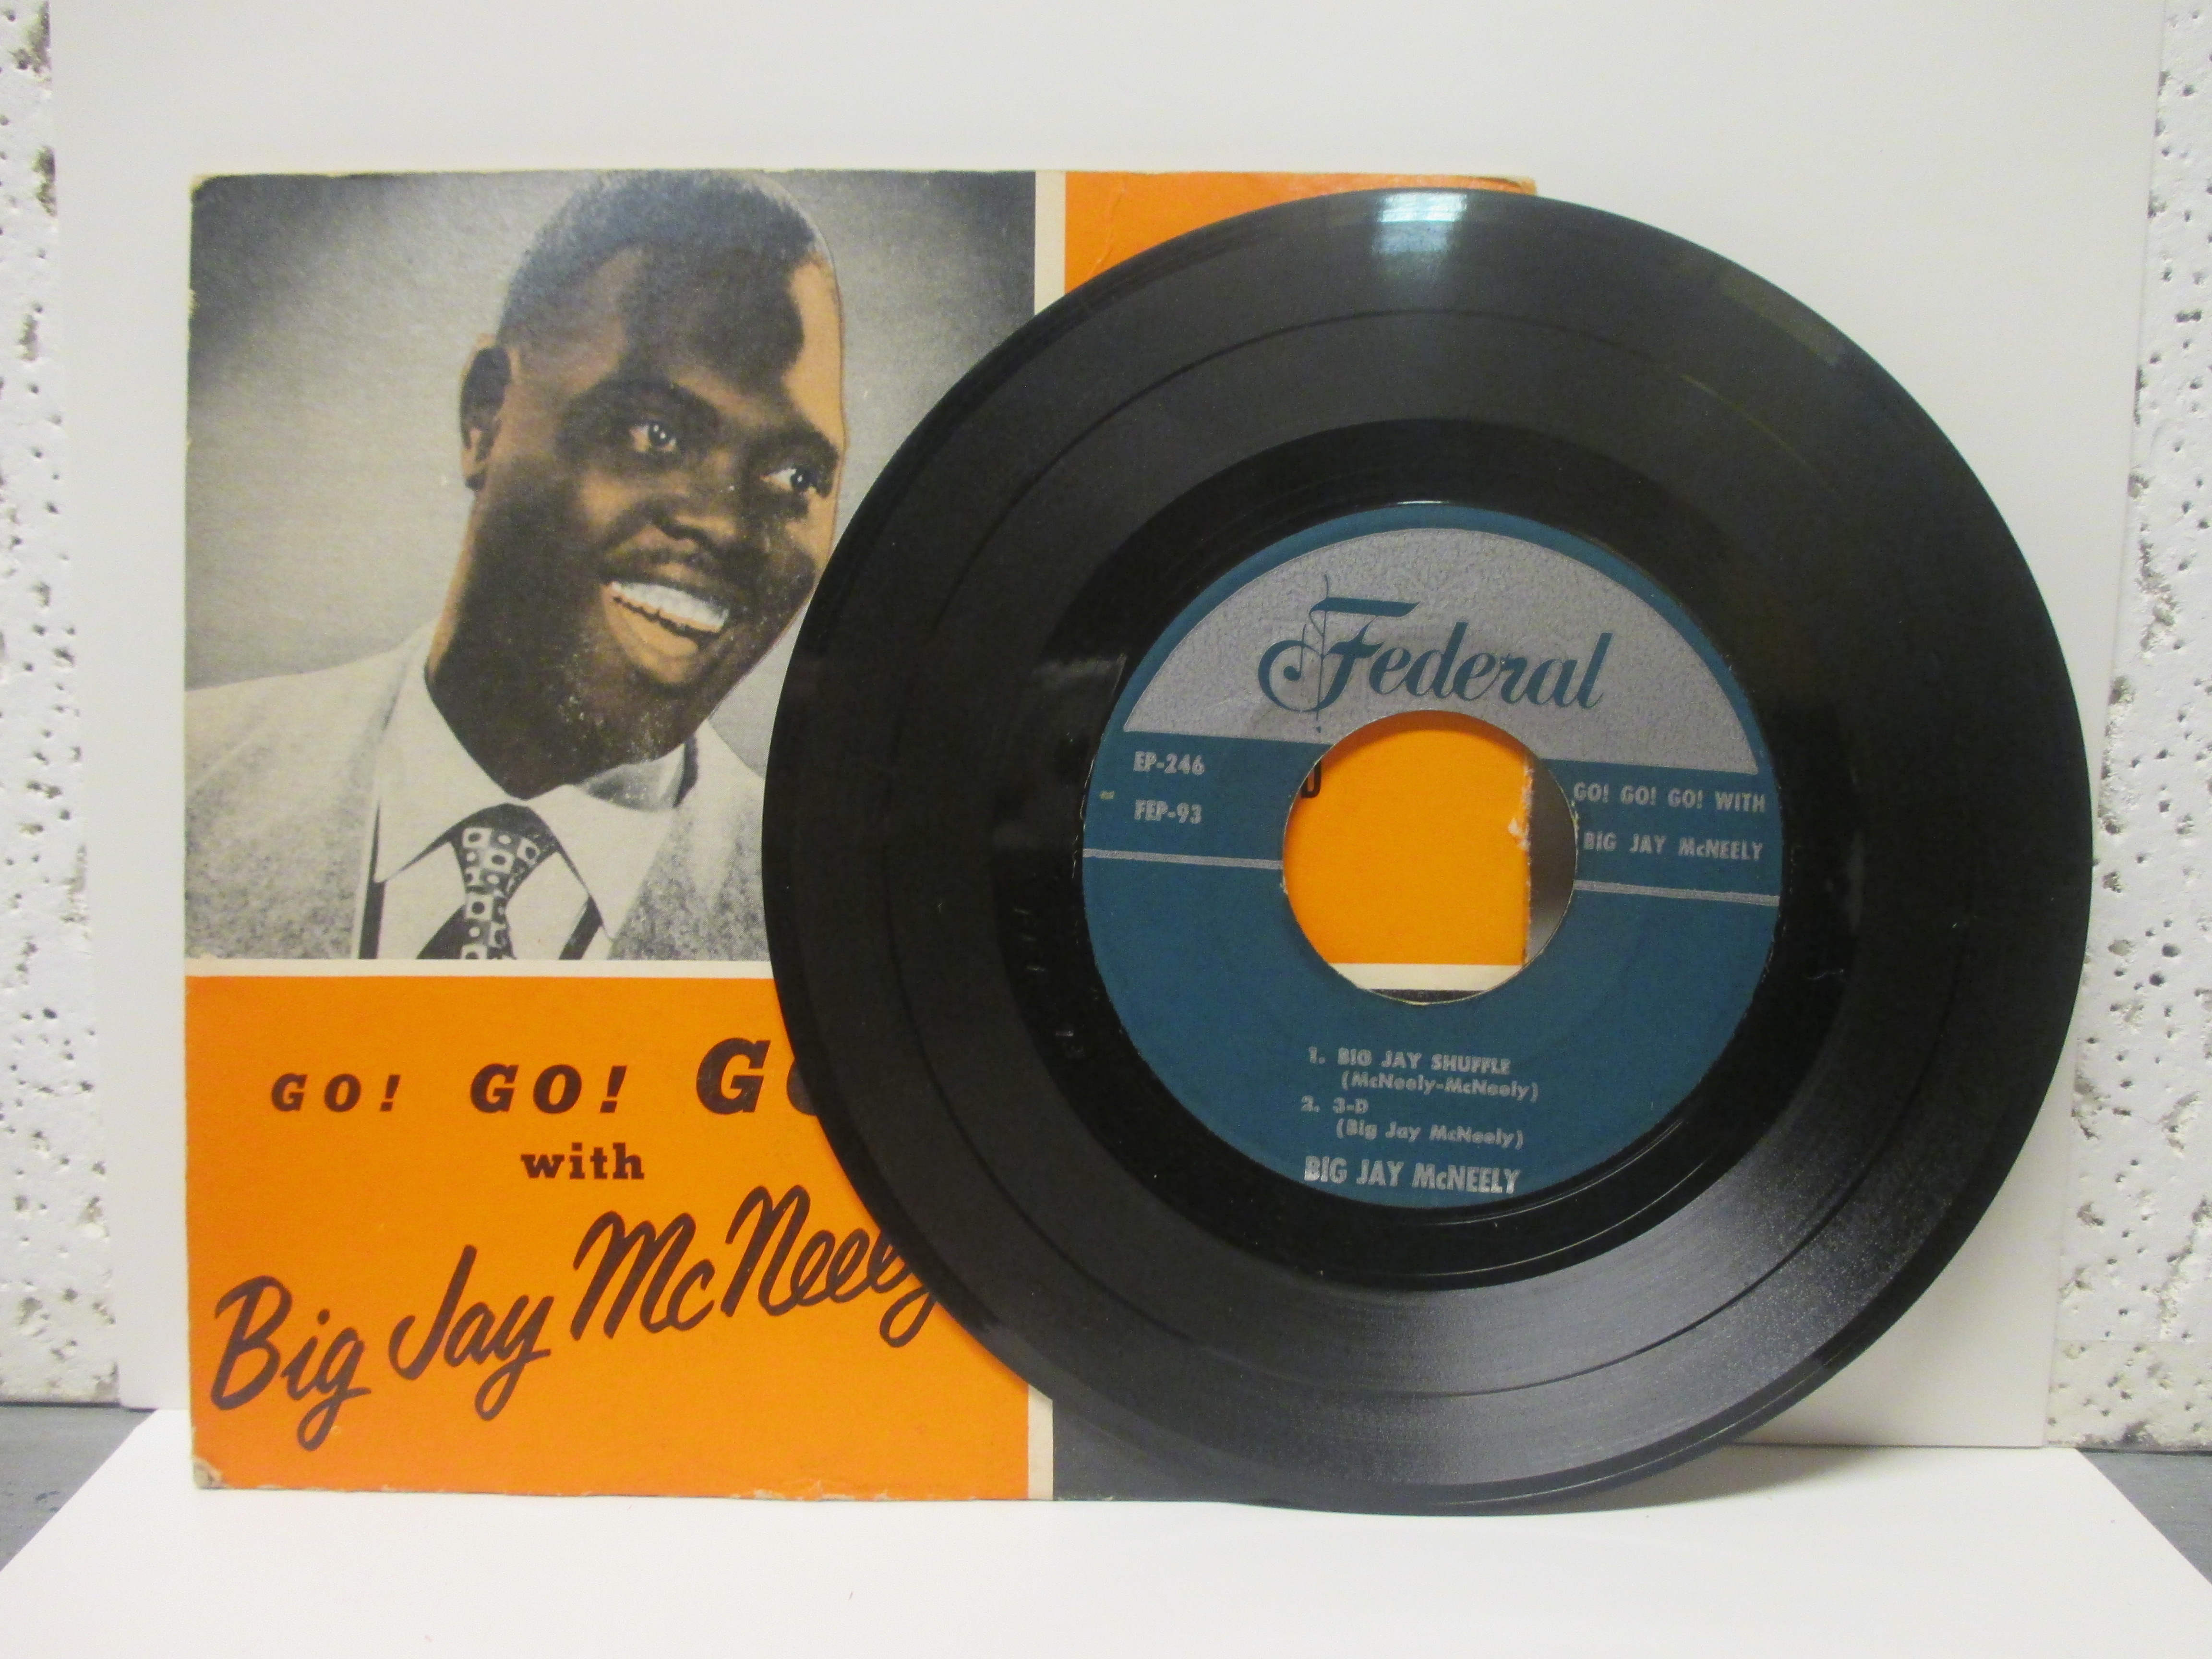 GO! GO! GO
with
Big Jay McNeely
Federal
EP-246
FEP-93
GO! GO! GO! WITH
BIG JAY McNEELY
1. BIG JAY SHUFFLE
(McNeely-McNeely)
2. 3-D
(Big Jay McNeely)
BIG JAY McNEELY